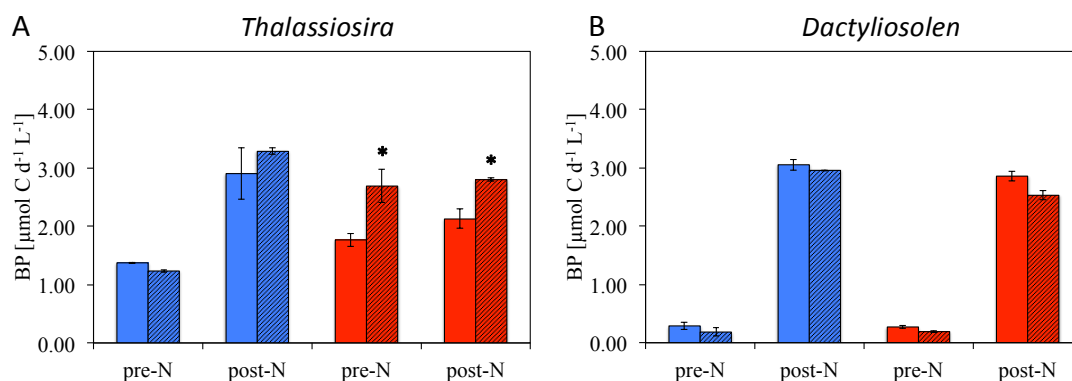 A
Thalassiosira
BP [µmol C d⁻¹ L⁻¹]
5.00
4.00
3.00
2.00
1.00
0.00
*
*
pre-N post-N pre-N post-N
B
Dactyliosolen
BP [µmol C d⁻¹ L⁻¹]
5.00
4.00
3.00
2.00
1.00
0.00
pre-N post-N pre-N post-N